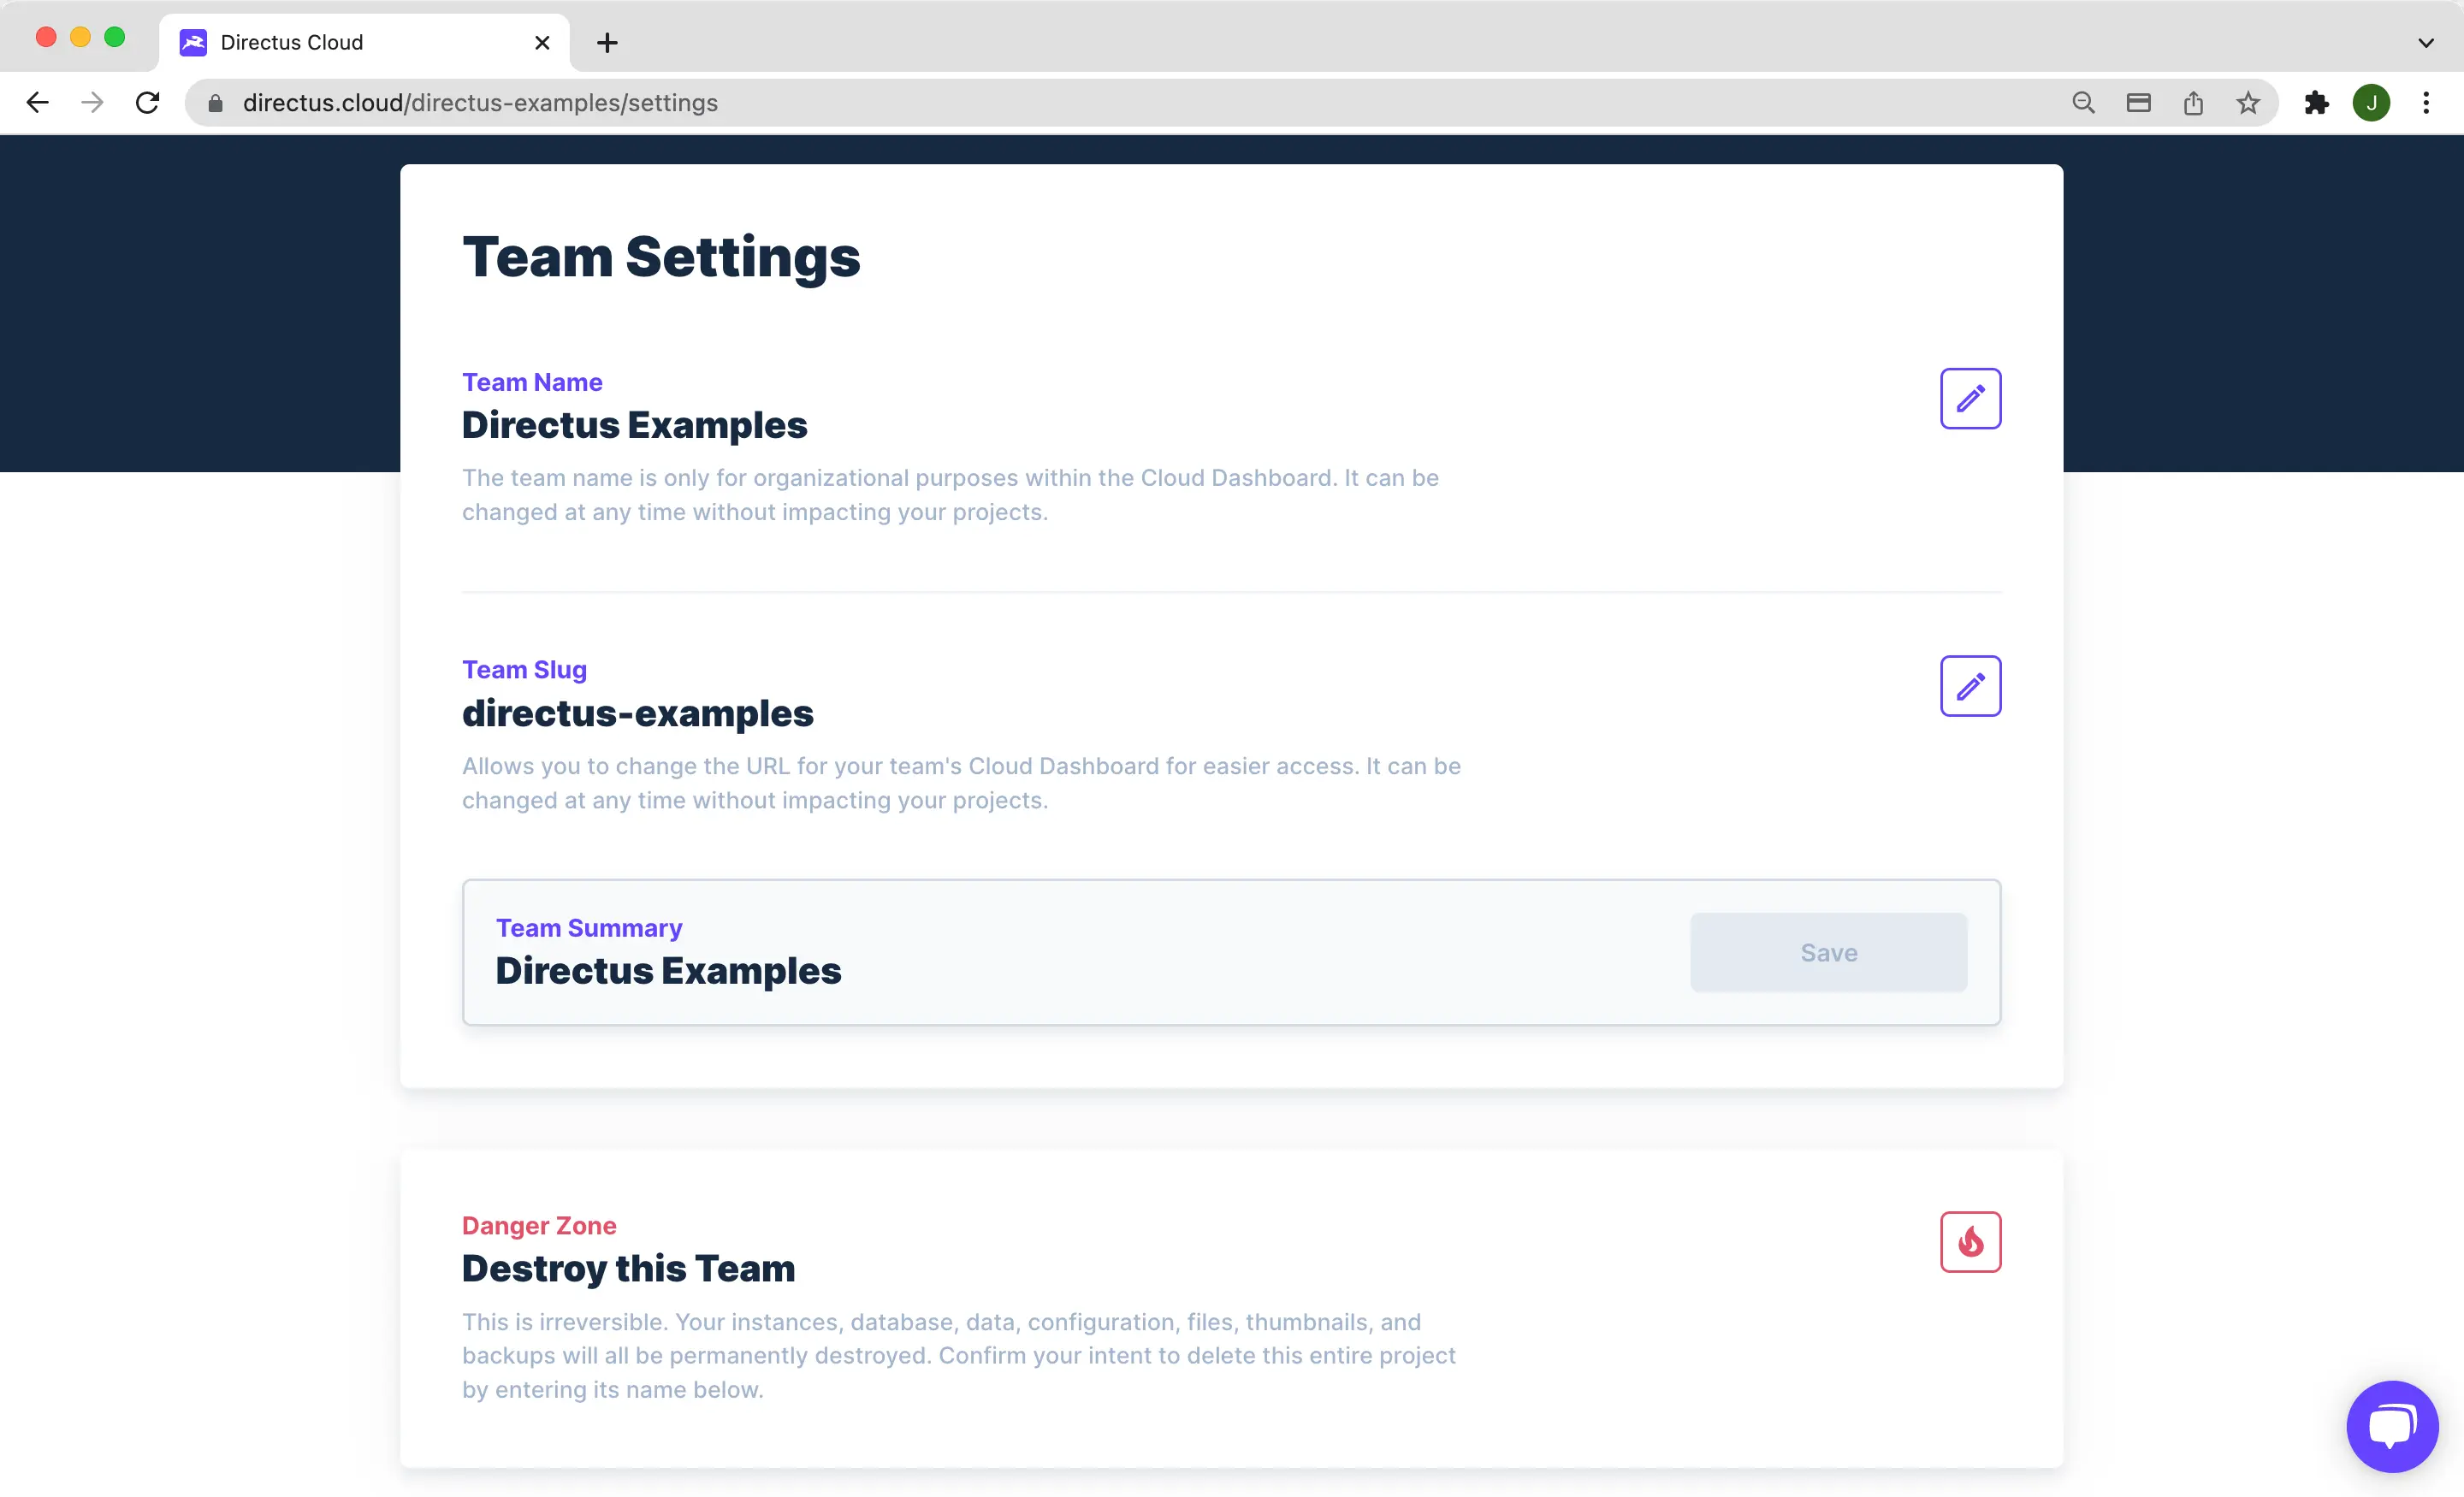 Directus Cloud
directus.cloud/directus-examples/settings
J
Team Settings
Team Name
Directus Examples
The team name is only for organizational purposes within the Cloud Dashboard. It can be
changed at any time without impacting your projects.
Team Slug
directus-examples
Allows you to change the URL for your team's Cloud Dashboard for easier access. It can be
changed at any time without impacting your projects.
Team Summary
Directus Examples
Save
Danger Zone
Destroy this Team
This is irreversible. Your instances, database, data, configuration, files, thumbnails, and
backups will all be permanently destroyed. Confirm your intent to delete this entire project
by entering its name below.